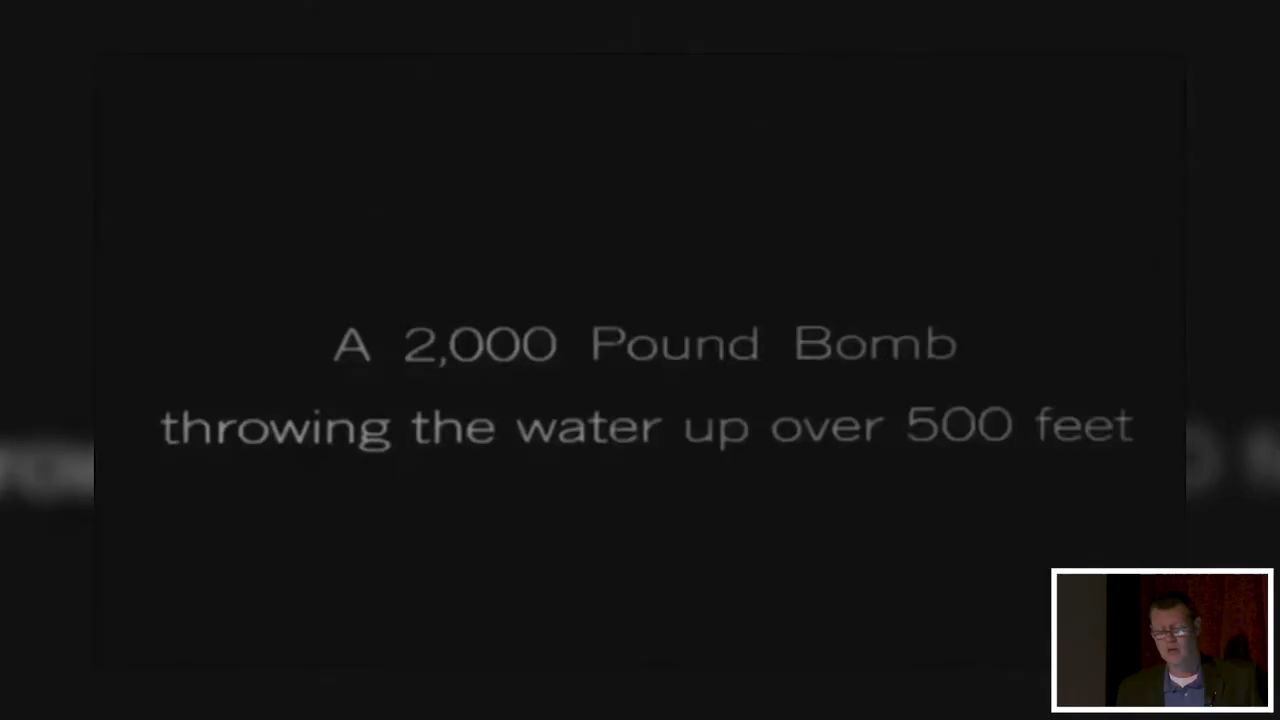 A 2,000 Pound Bomb
throwing the water up over 500 feet